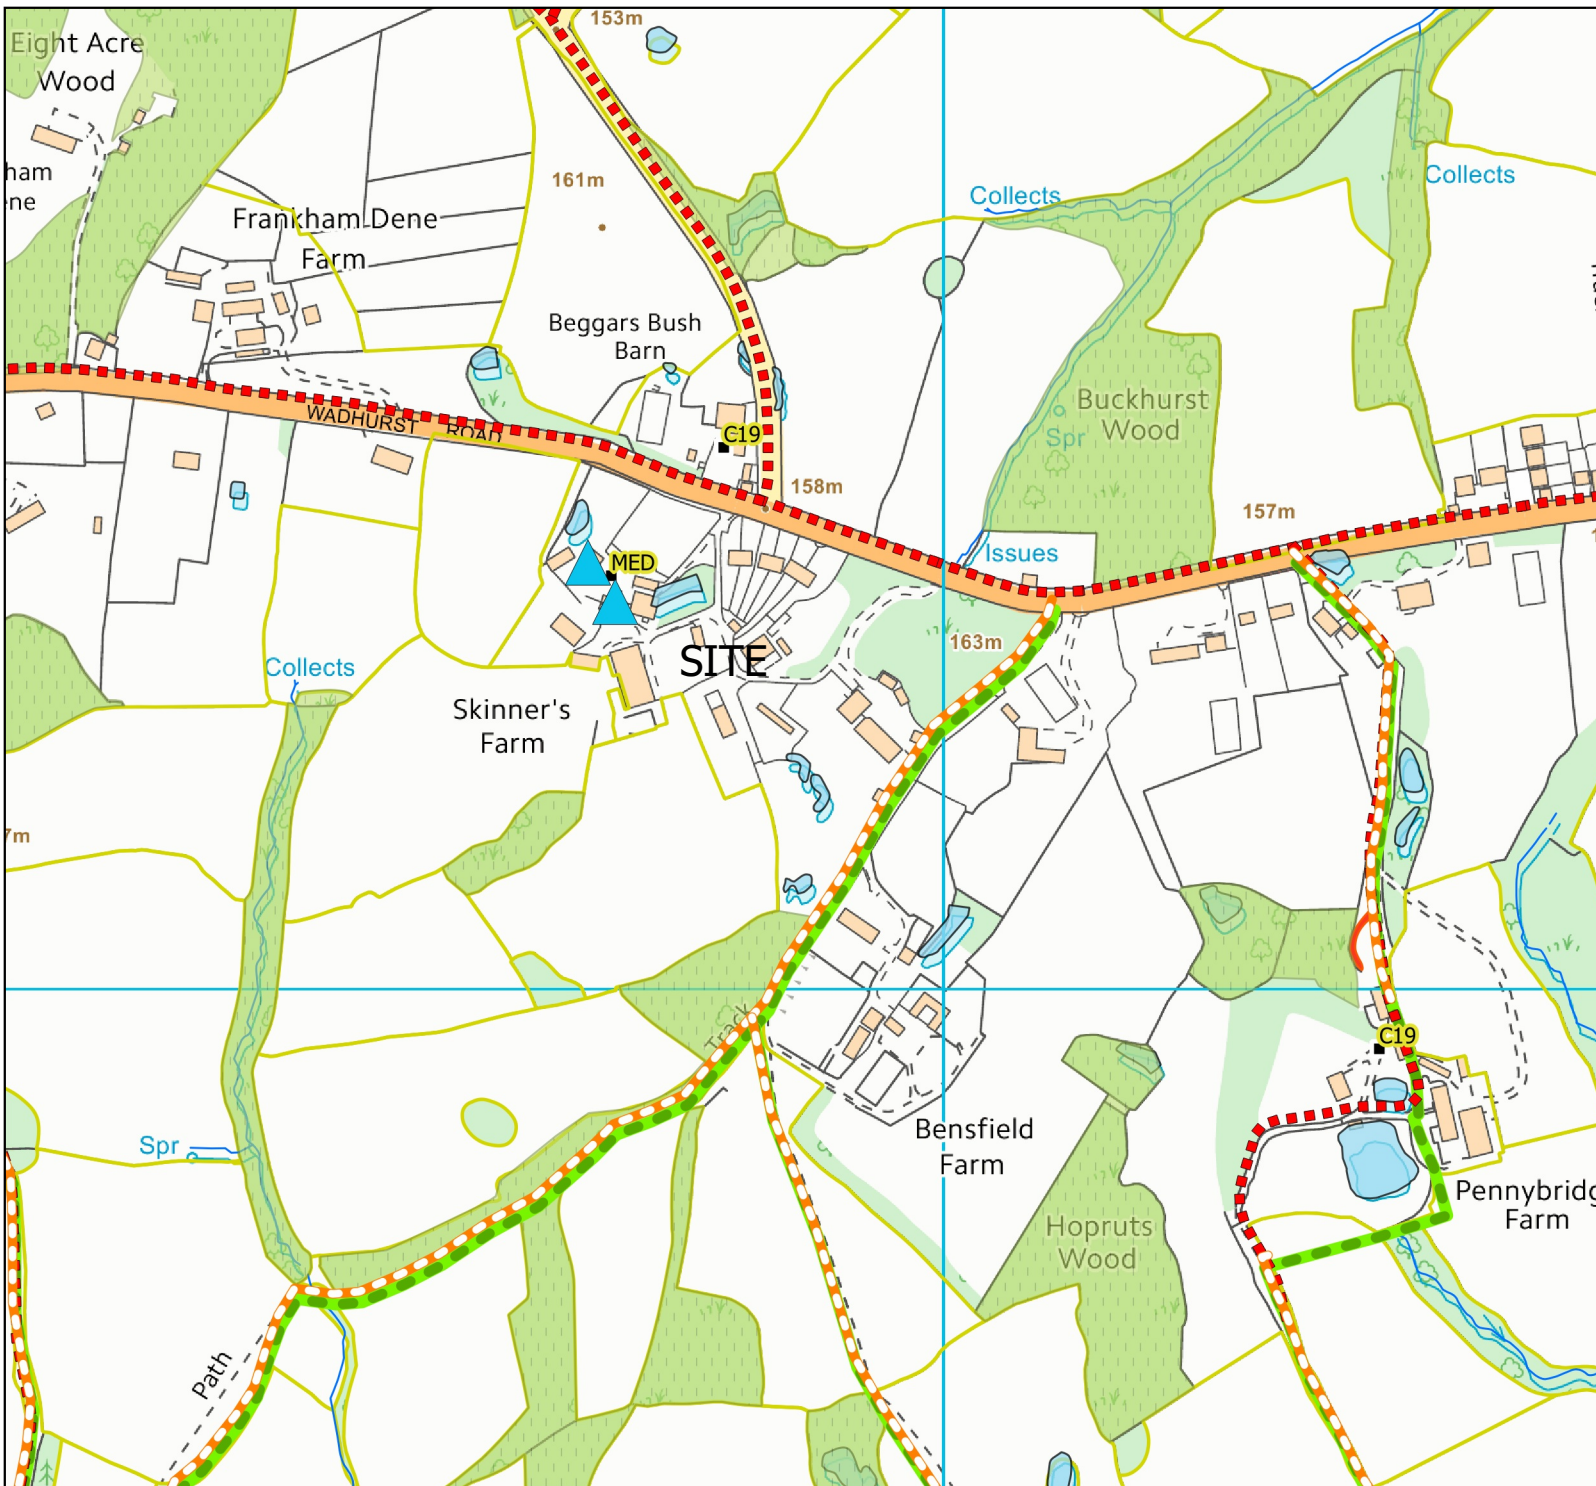 153m
Eight Acre
Wood
ham
ne
161m
Collects
Collects
Frankham Dene
Farm
Beggars Bush
Barn
Buckhurst
Wood
WADHURST ROAD
C19
Spr
158m
157m
Issues
MED
163m
SITE
Collects
Skinner's
Farm
7m
Track
C19
Bensfield
Farm
Spr
Pennybridg
Farm
Hopruts
Wood
Path